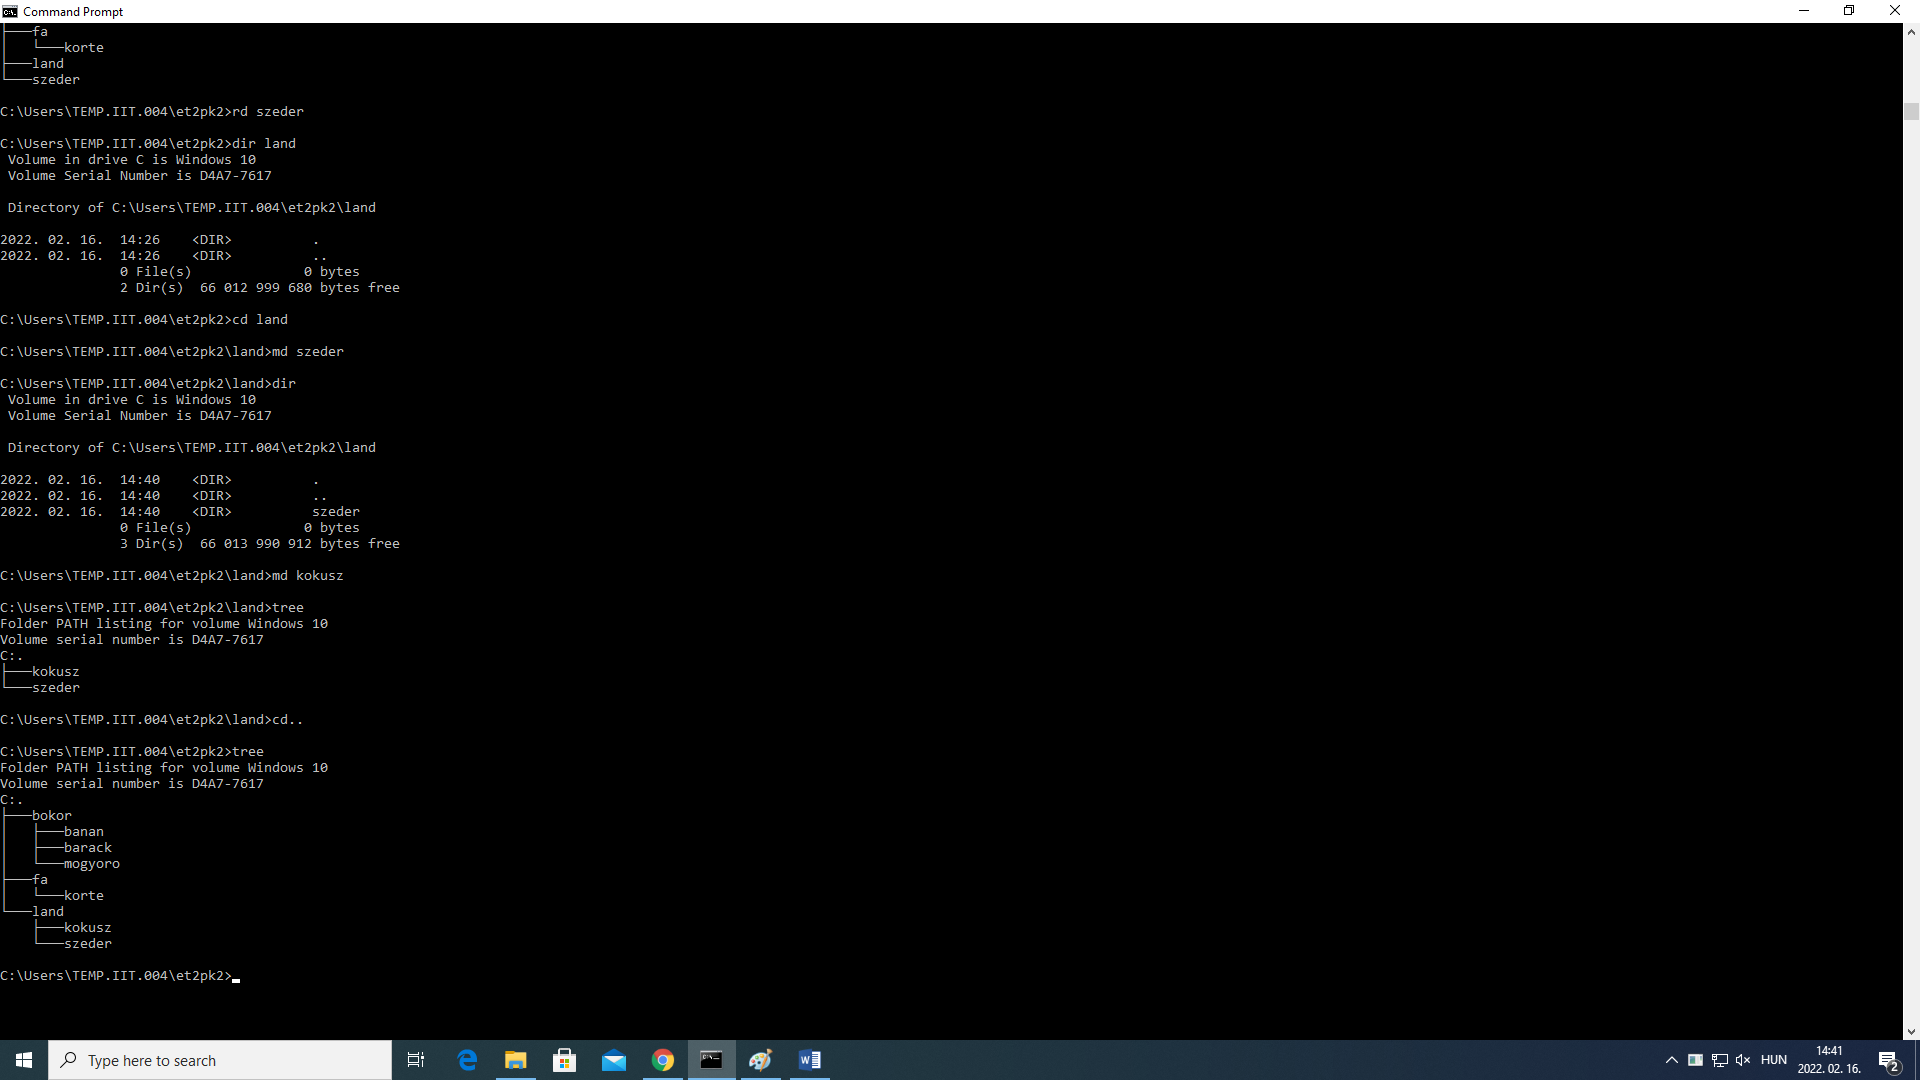 Command Prompt
├───fa
│   └───korte
├───land
└───szeder

C:\Users\TEMP.IIT.004\et2pk2>rd szeder

C:\Users\TEMP.IIT.004\et2pk2>dir land
 Volume in drive C is Windows 10
 Volume Serial Number is D4A7-7617

 Directory of C:\Users\TEMP.IIT.004\et2pk2\land

2022. 02. 16.  14:26    <DIR>          .
2022. 02. 16.  14:26    <DIR>          ..
               0 File(s)              0 bytes
               2 Dir(s)  66 012 999 680 bytes free

C:\Users\TEMP.IIT.004\et2pk2>cd land

C:\Users\TEMP.IIT.004\et2pk2\land>md szeder

C:\Users\TEMP.IIT.004\et2pk2\land>dir
 Volume in drive C is Windows 10
 Volume Serial Number is D4A7-7617

 Directory of C:\Users\TEMP.IIT.004\et2pk2\land

2022. 02. 16.  14:40    <DIR>          .
2022. 02. 16.  14:40    <DIR>          ..
2022. 02. 16.  14:40    <DIR>          szeder
               0 File(s)              0 bytes
               3 Dir(s)  66 013 990 912 bytes free

C:\Users\TEMP.IIT.004\et2pk2\land>md kokusz

C:\Users\TEMP.IIT.004\et2pk2\land>tree
Folder PATH listing for volume Windows 10
Volume serial number is D4A7-7617
C:.
├───kokusz
└───szeder

C:\Users\TEMP.IIT.004\et2pk2\land>cd..

C:\Users\TEMP.IIT.004\et2pk2>tree
Folder PATH listing for volume Windows 10
Volume serial number is D4A7-7617
C:.
├───bokor
│   ├───banan
│   ├───barack
│   └───mogyoro
├───fa
│   └───korte
└───land
    ├───kokusz
    └───szeder

C:\Users\TEMP.IIT.004\et2pk2>
Type here to search
HUN
14:41
2022. 02. 16.
2